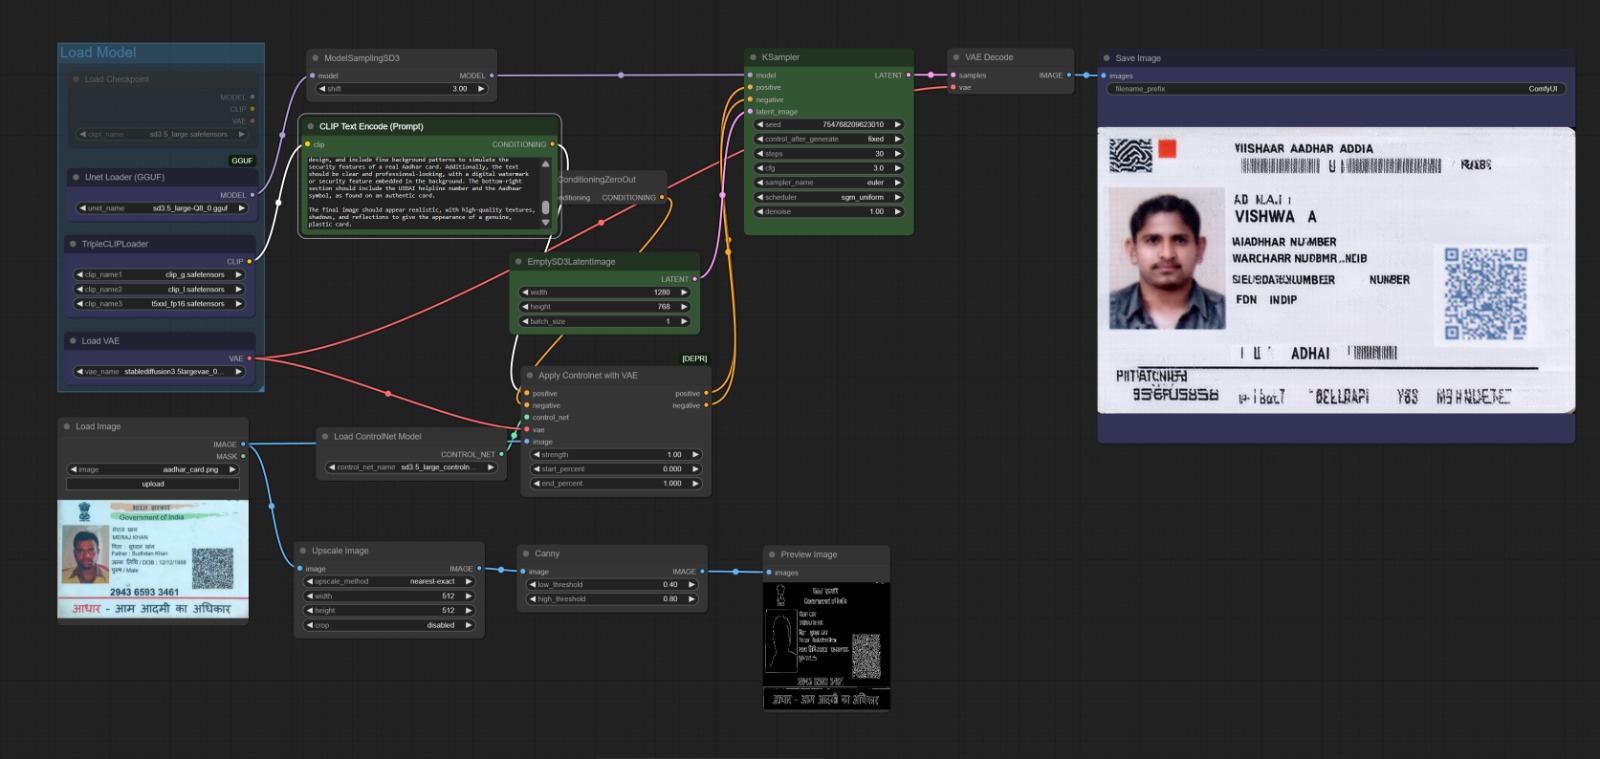 Load Model
Load Checkpoint
MODEL
CLIP
VAE
ckpt_name sd3.5_large.safetensors
GGUF
Unet Loader (GGUF)
MODEL
unet_name sd3.5_large-Q8_0.gguf
TripleCLIPLoader
CLIP
clip_name1 clip_g.safetensors
clip_name2 clip_l.safetensors
clip_name3 t5xxl_fp16.safetensors
Load VAE
VAE
vae_name stablediffusion3.5largevae_0...
ModelSamplingSD3
model MODEL
shift 3.00
CLIP Text Encode (Prompt)
clip CONDITIONING
design, and include fine background patterns to simulate the
security features of a real Aadhar card. Additionally, the text
should be clear and professional-looking, with a digital watermark
or security feature embedded in the background. The bottom-right
section should include the UIDAI helpline number and the Aadhaar
symbol, as found on an authentic card.
The final image should appear realistic, with high-quality textures,
shadows, and reflections to give the appearance of a genuine,
plastic card.
ConditioningZeroOut
ditioning CONDITIONING
EmptySD3LatentImage
LATENT
width 1280
height 768
batch_size 1
[DEPR]
Apply Controlnet with VAE
positive positive
negative negative
control_net
vae
image
strength 1.00
start_percent 0.000
end_percent 1.000
Load ControlNet Model
CONTROL_NET
control_net_name sd3.5_large_controln...
KSampler
model LATENT
positive
negative
latent_image
seed 754768209623010
control_after_generate fixed
steps 30
cfg 3.0
sampler_name euler
scheduler sgm_uniform
denoise 1.00
VAE Decode
samples IMAGE
vae
Save Image
images
filename_prefix ComfyUI
VIISHAAR AADHAR ADDIA
VISHWA A
NUNBER
FDN INDIP
ADHAI
Load Image
IMAGE
MASK
image aadhar_card.png
upload
भारत सरकार
Government of India
मेराज खान
MERAJ KHAN
Father : Budhdan Khan
/ DOB : 12/12/1988
/ Male
2943 6593 3461
आधार - आम आदमी का अधिकार
Upscale Image
image IMAGE
upscale_method nearest-exact
width 512
height 512
crop disabled
Canny
image IMAGE
low_threshold 0.40
high_threshold 0.80
Preview Image
images
Government of India
आधार - आम आदमी का अधिकार